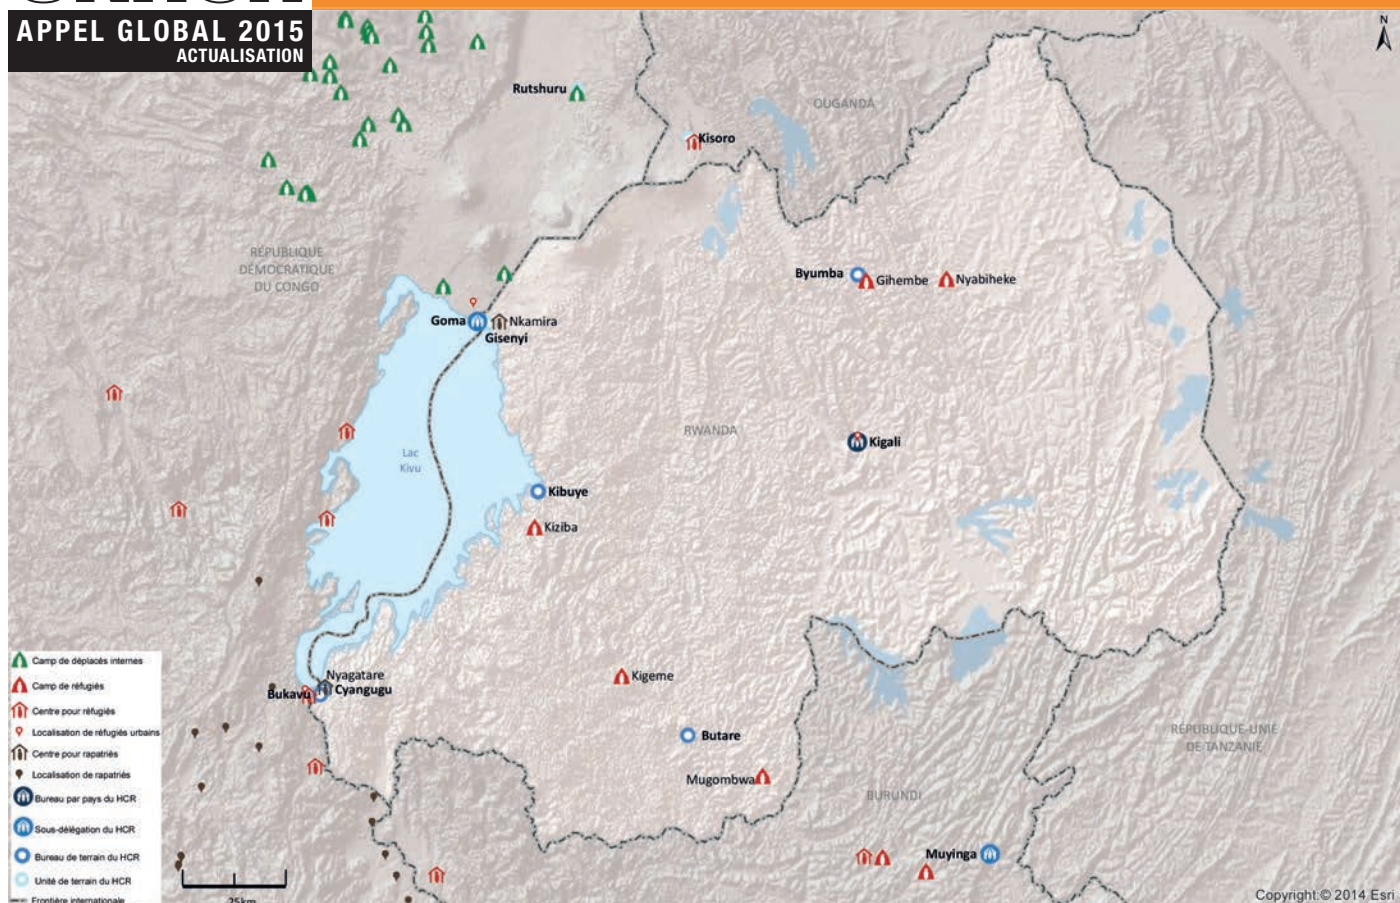 APPEL GLOBAL 2015
ACTUALISATION
N
Rutshuru
OUGANDA
Kisoro
RÉPUBLIQUE
DÉMOCRATIQUE
DU CONGO
Byumba
Gihembe
Nyabiheke
Goma
Nkamira
Gisenyi
RWANDA
Kigali
Lac
Kivu
Kibuye
Kiziba
Nyagatare
Bukavu
Cyangugu
Kigeme
Butare
Mugombwa
RÉPUBLIQUE-UNIE
DE TANZANIE
BURUNDI
Muyinga
Camp de déplacés internes
Camp de réfugiés
Centre pour réfugiés
Localisation de réfugiés urbains
Centre pour rapatriés
Localisation de rapatriés
Bureau par pays du HCR
Sous-délégation du HCR
Bureau de terrain du HCR
Unité de terrain du HCR
Frontière internationale
25km
Copyright:© 2014 Esri